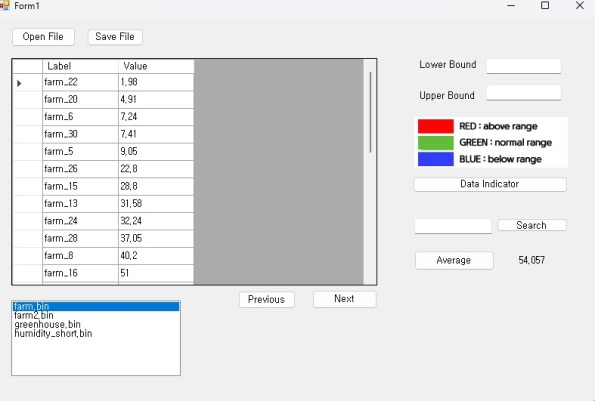 Form1
Open File Save File
Label Value
farm_22 1,98
farm_20 4,91
farm_6 7,24
farm_30 7,41
farm_5 9,05
farm_26 22,8
farm_15 28,8
farm_13 31,58
farm_24 32,24
farm_28 37,05
farm_8 40,2
farm_16 51
Previous Next
farm,bin
farm2,bin
greenhouse,bin
humidity_short,bin
Lower Bound
Upper Bound
RED : above range
GREEN : normal range
BLUE : below range
Data Indicator
Search
Average 54,057